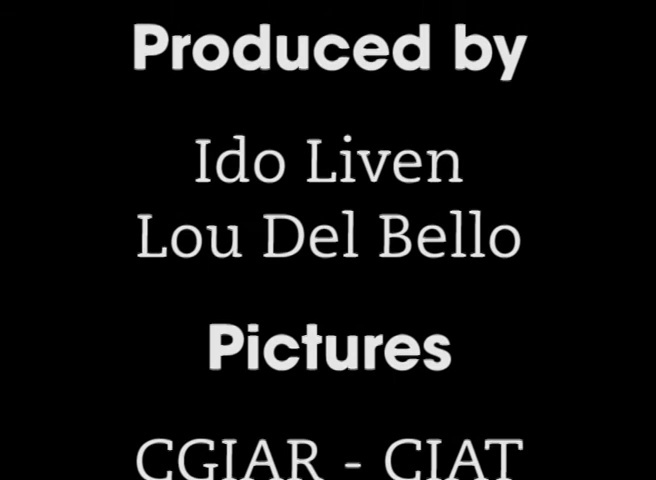 Produced by
Ido Liven
Lou Del Bello
Pictures
CGIAR - CIAT